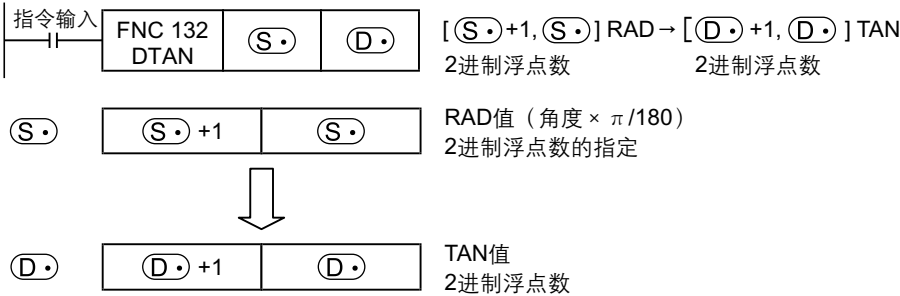 指令输入
FNC 132 DTAN (S·) (D·) [(S·)+1, (S·)] RAD→[(D·)+1, (D·)] TAN
2进制浮点数 2进制浮点数
(S·) (S·)+1 (S·) RAD值（角度×π/180）
2进制浮点数的指定
(D·) (D·)+1 (D·) TAN值
2进制浮点数